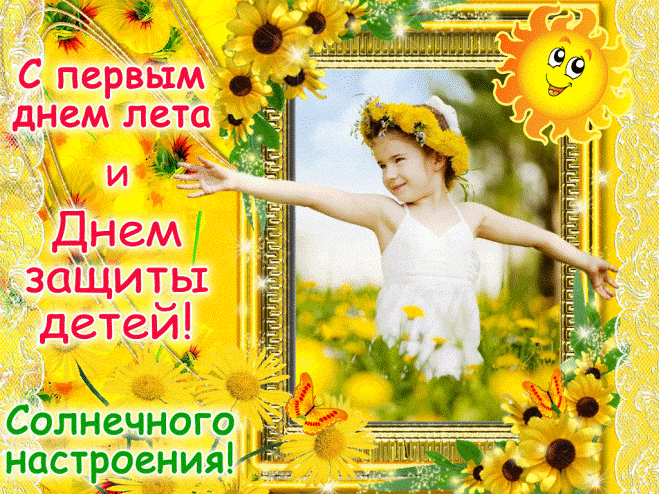 С первым
днем лета
и
Днем
защиты
детей!
Солнечного
настроения!